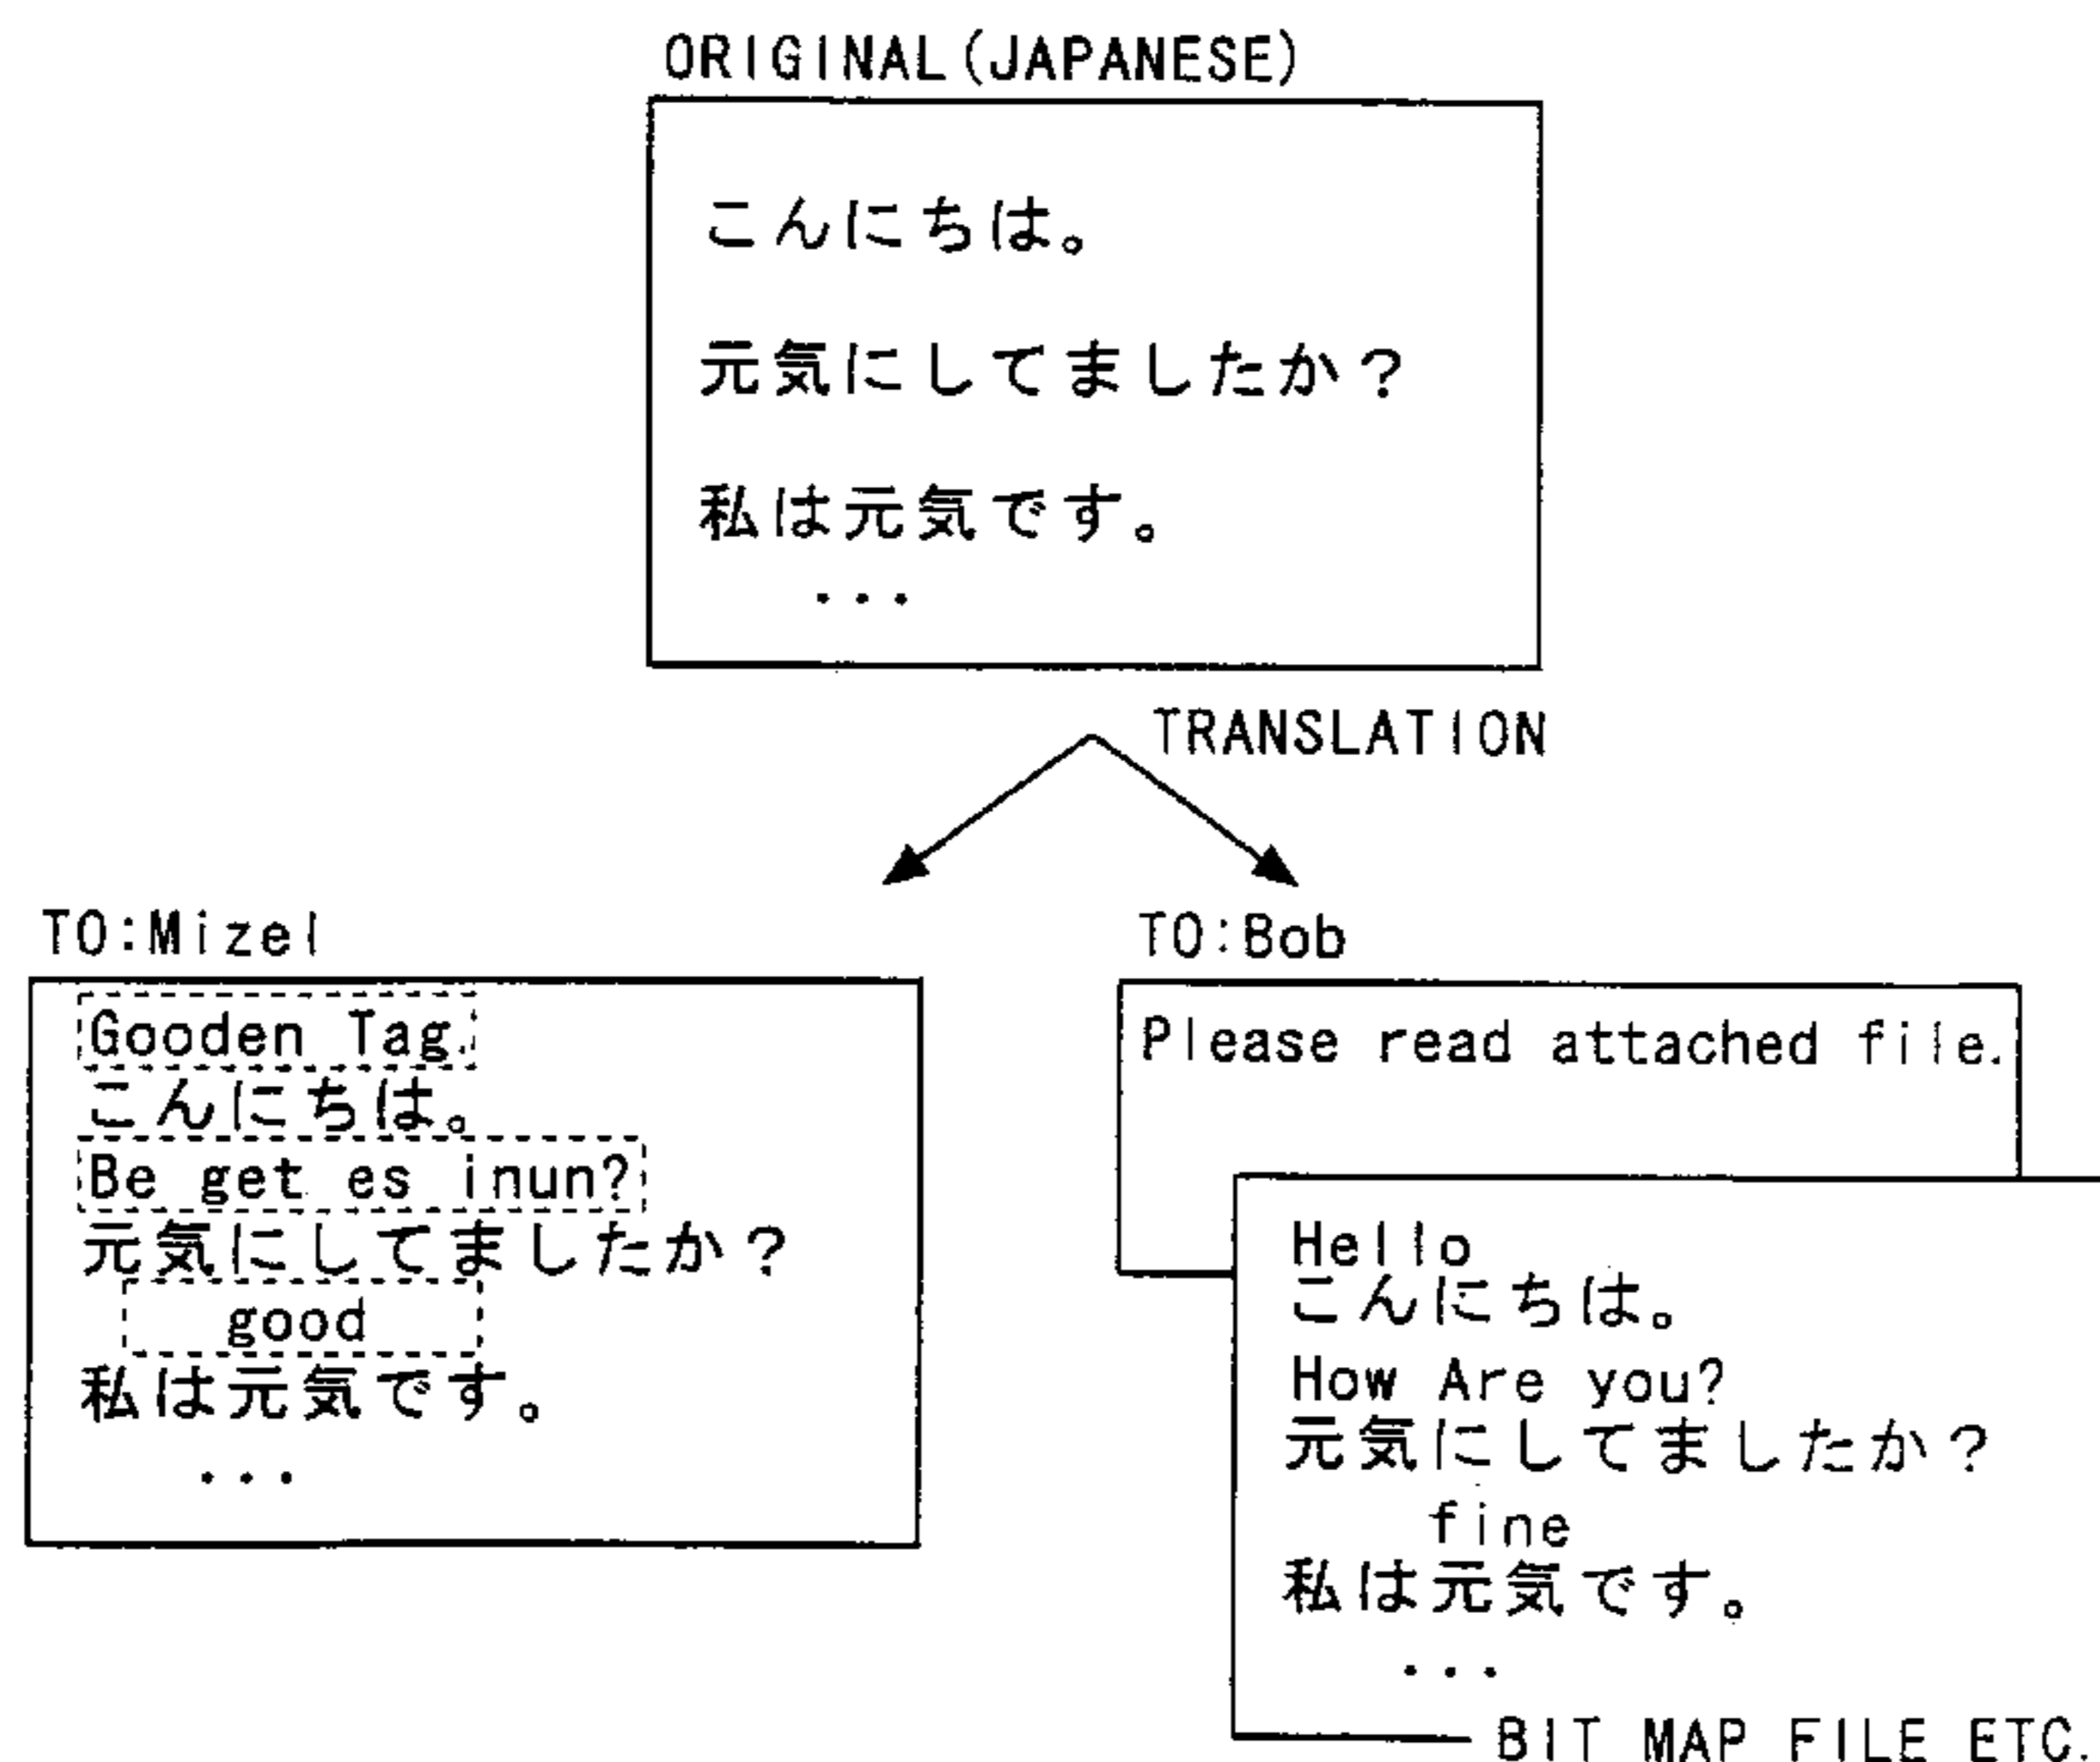 ORIGINAL(JAPANESE)
こんにちは。
元気にしてましたか?
私は元気です。
...
TRANSLATION
TO:Mizel
Gooden Tag.
こんにちは。
Be get es inun?
元気にしてましたか?
good
私は元気です。
...
TO:Bob
Please read attached file.
Hello
こんにちは。
How Are you?
元気にしてましたか?
fine
私は元気です。
...
BIT MAP FILE ETC.